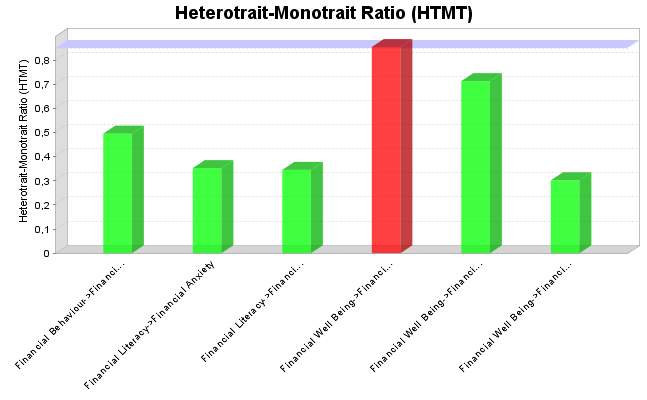 Heterotrait-Monotrait Ratio (HTMT)
Heterotrait-Monotrait Ratio (HTMT)
0,8
0,7
0,6
0,5
0,4
0,3
0,2
0,1
0
Financial Behaviour->Financi...
Financial Literacy->Financial Anxiety
Financial Literacy->Financi...
Financial Well Being->Financi...
Financial Well Being->Financi...
Financial Well Being->Financi...